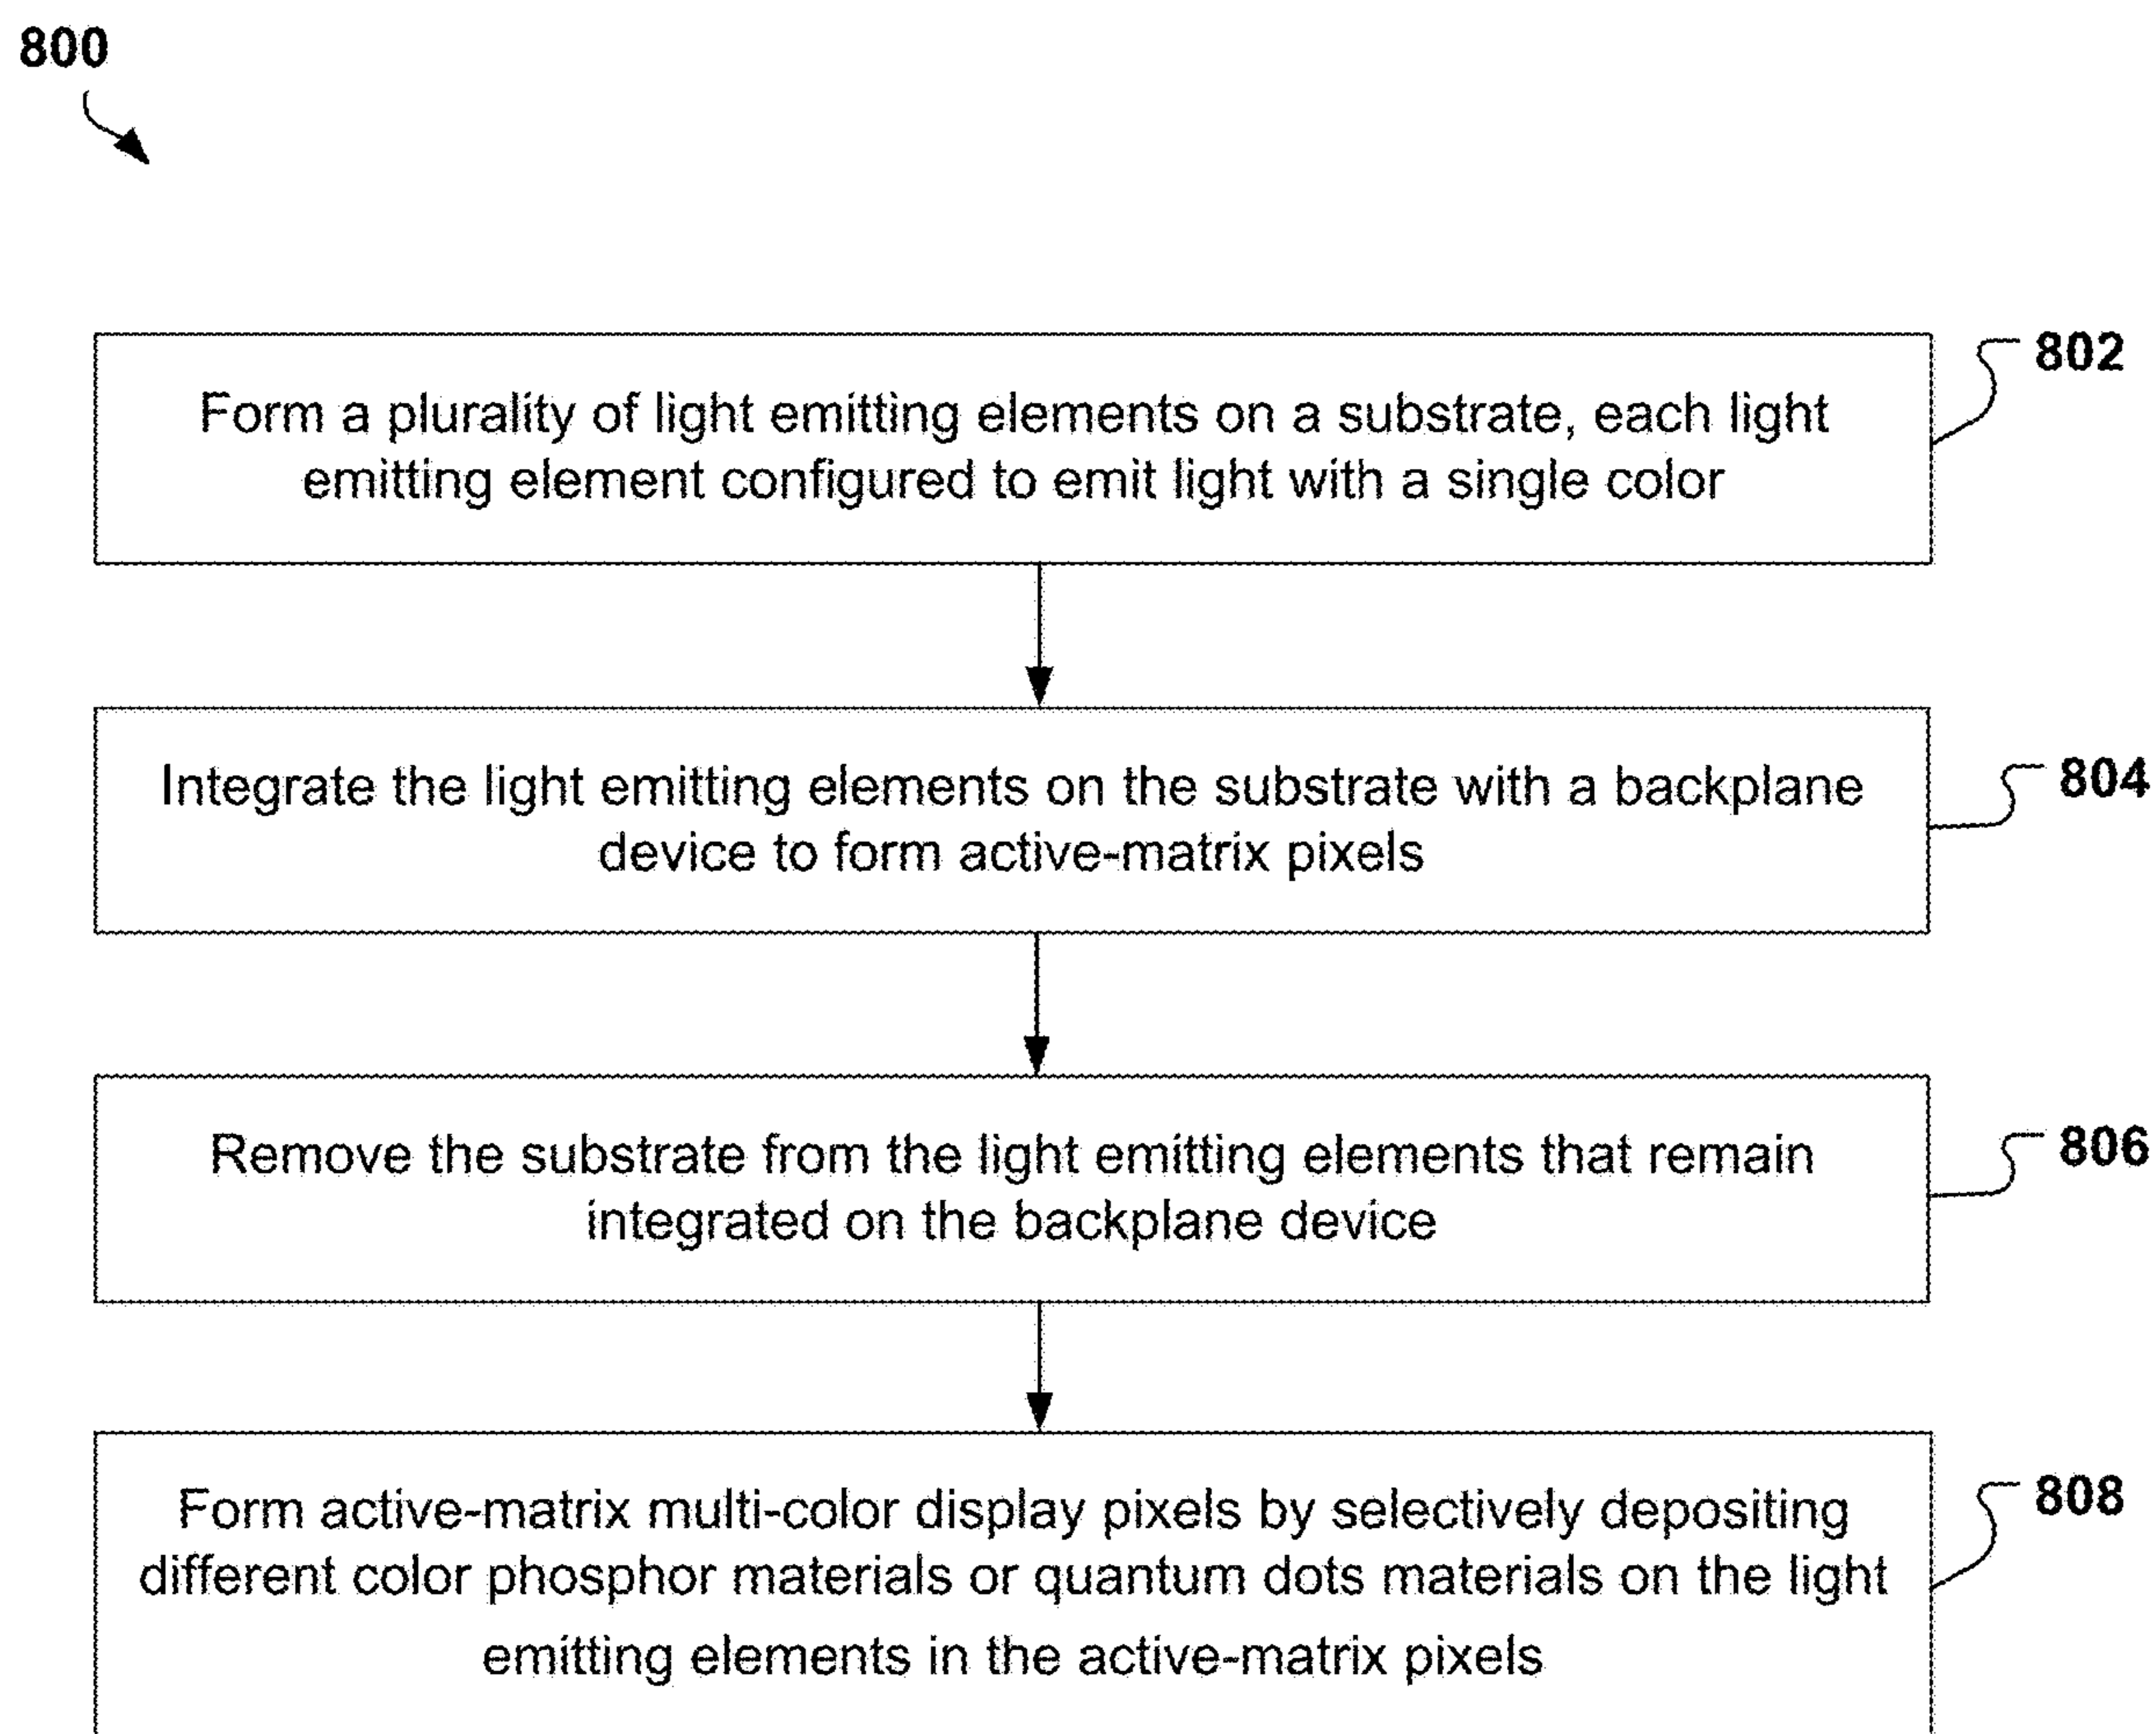 800
Form a plurality of light emitting elements on a substrate, each light
emitting element configured to emit light with a single color
802
Integrate the light emitting elements on the substrate with a backplane
device to form active-matrix pixels
804
Remove the substrate from the light emitting elements that remain
integrated on the backplane device
806
Form active-matrix multi-color display pixels by selectively depositing
different color phosphor materials or quantum dots materials on the light
emitting elements in the active-matrix pixels
808